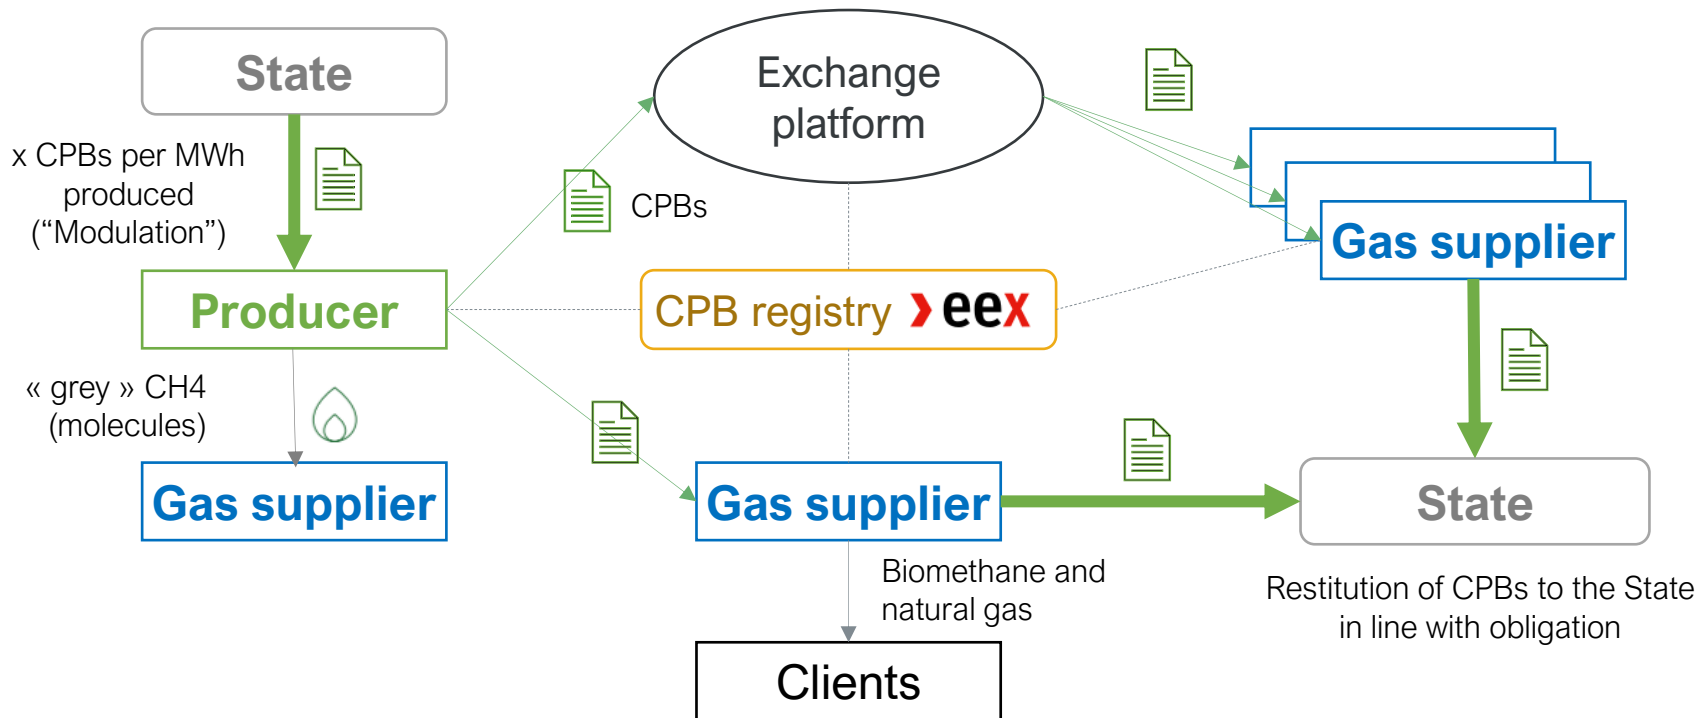 State
Exchange
platform
x CPBs per MWh
produced
(“Modulation”)
CPBs
Gas supplier
Producer
CPB registry eex
« grey » CH4
(molecules)
Gas supplier
Gas supplier
State
Biomethane and
natural gas
Restitution of CPBs to the State
in line with obligation
Clients